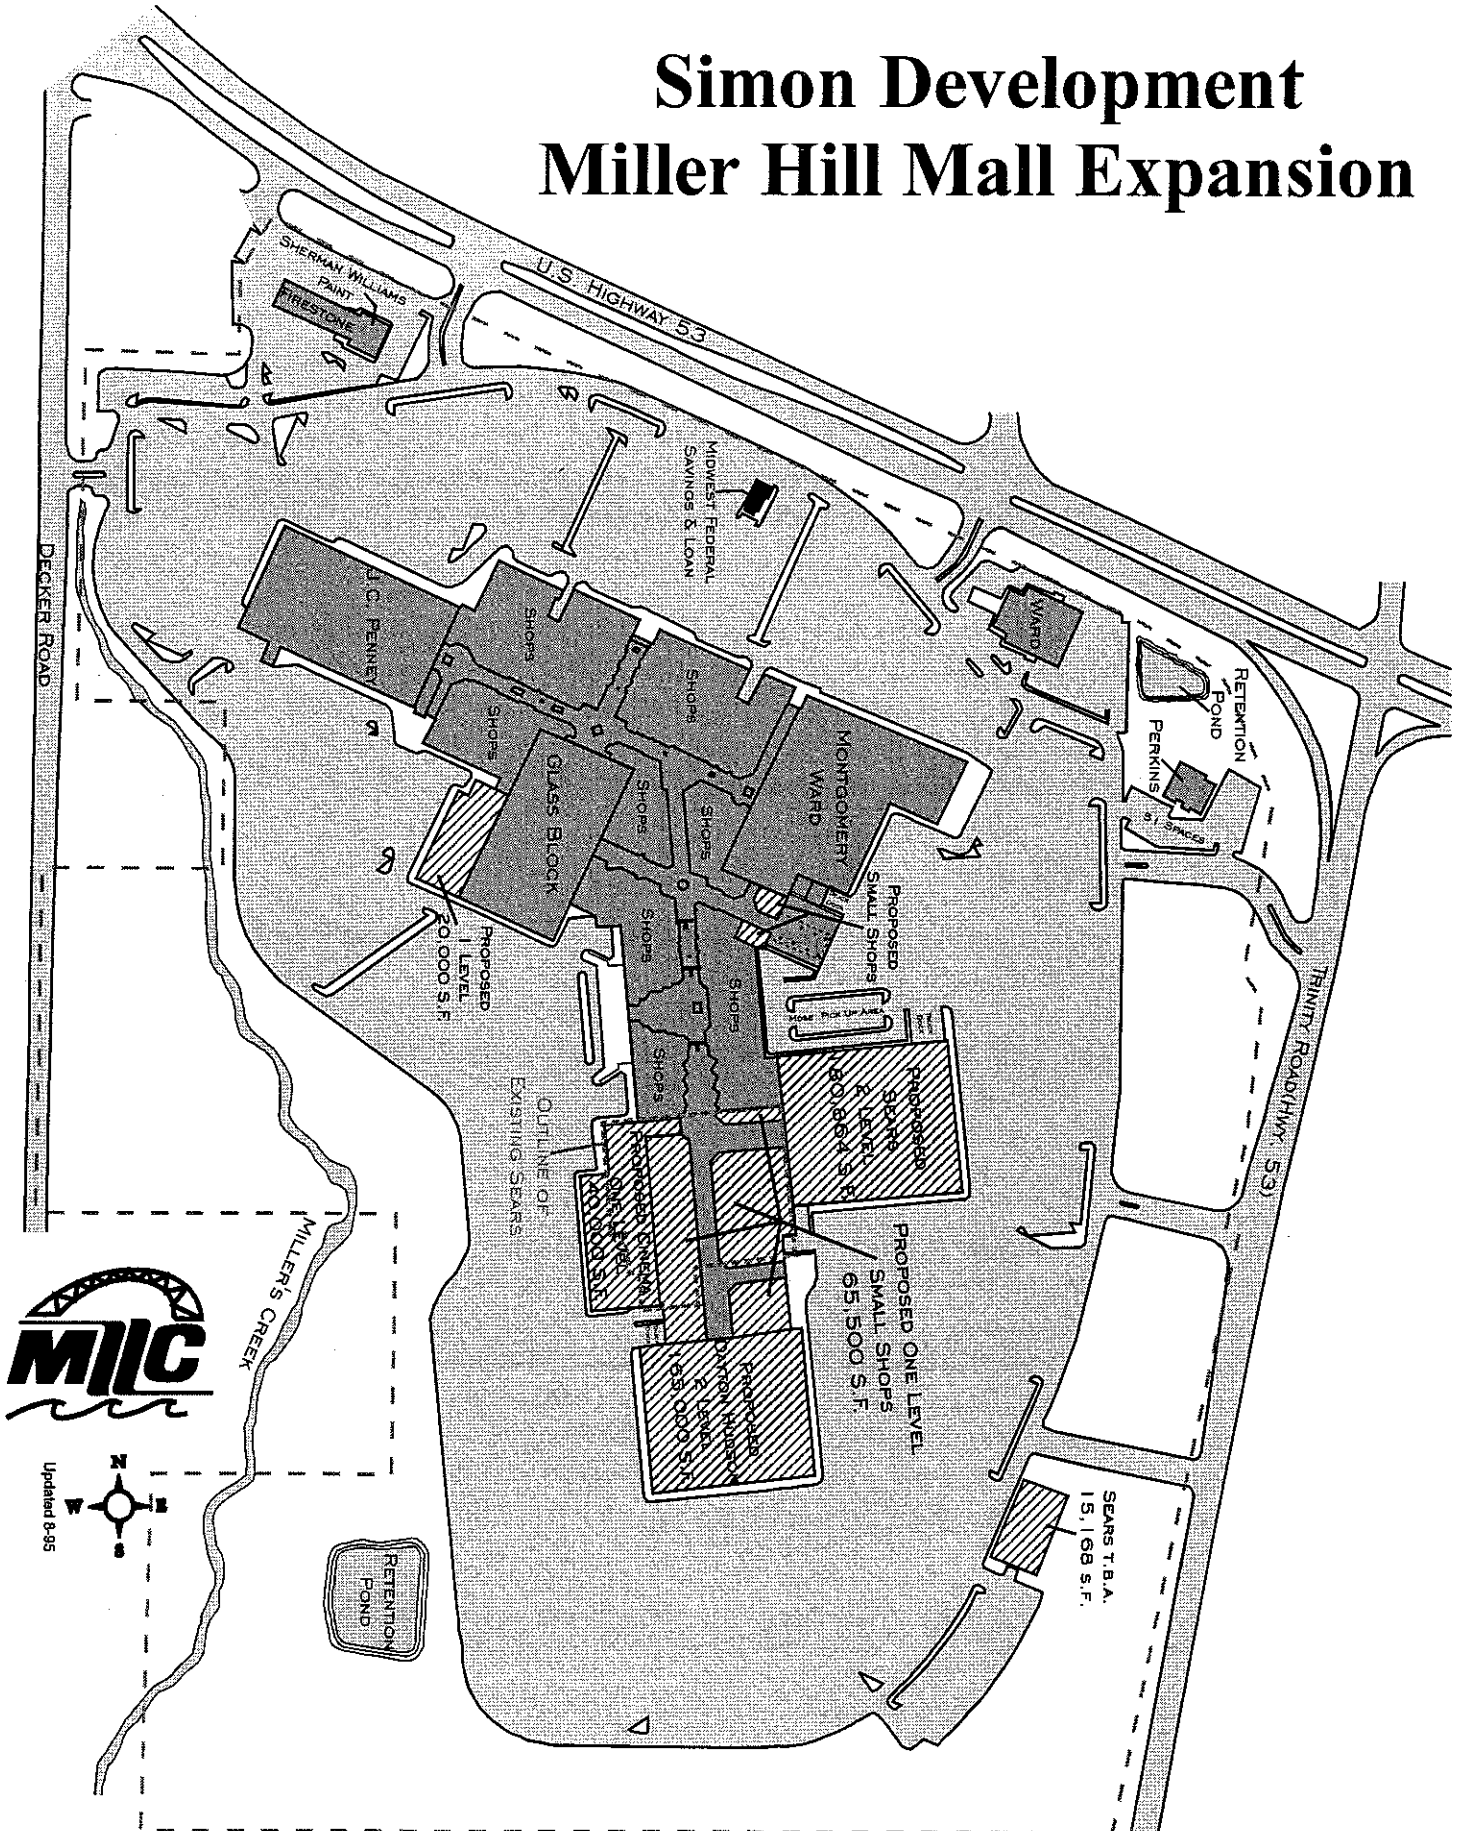 Simon Development
Miller Hill Mall Expansion
U.S. HIGHWAY 53
SHERMAN WILLIAMS
PAINT
FIRESTONE
MIDWEST FEDERAL
SAVINGS & LOAN
DECKER ROAD
J.C. PENNEY
SHOPS
SHOPS
SHOPS
WARD
RETENTION
POND
PERKINS
51 SPACES
MONTGOMERY
WARD
GLASS BLOCK
SHOPS
SHOPS
PROPOSED
SMALL SHOPS
PROPOSED
1 LEVEL
20,000 S.F.
SHOPS
SHOPS
SHOPS
TRINITY ROAD(HWY. 53)
PICK UP AREA
PROPOSED
SEARS
2 LEVEL
180,864 S.F.
OUTLINE OF
EXISTING SEARS
PROPOSED CINEMA
ONE LEVEL
40,000 S.F.
PROPOSED ONE LEVEL
SMALL SHOPS
65,500 S.F.
PROPOSED
DAYTON HUDSON
2 LEVEL
165,000 S.F.
MILLER'S CREEK
SEARS T.B.A.
15,168 S.F.
RETENTION
POND
MIC
N
W E
S
Updated 8-95